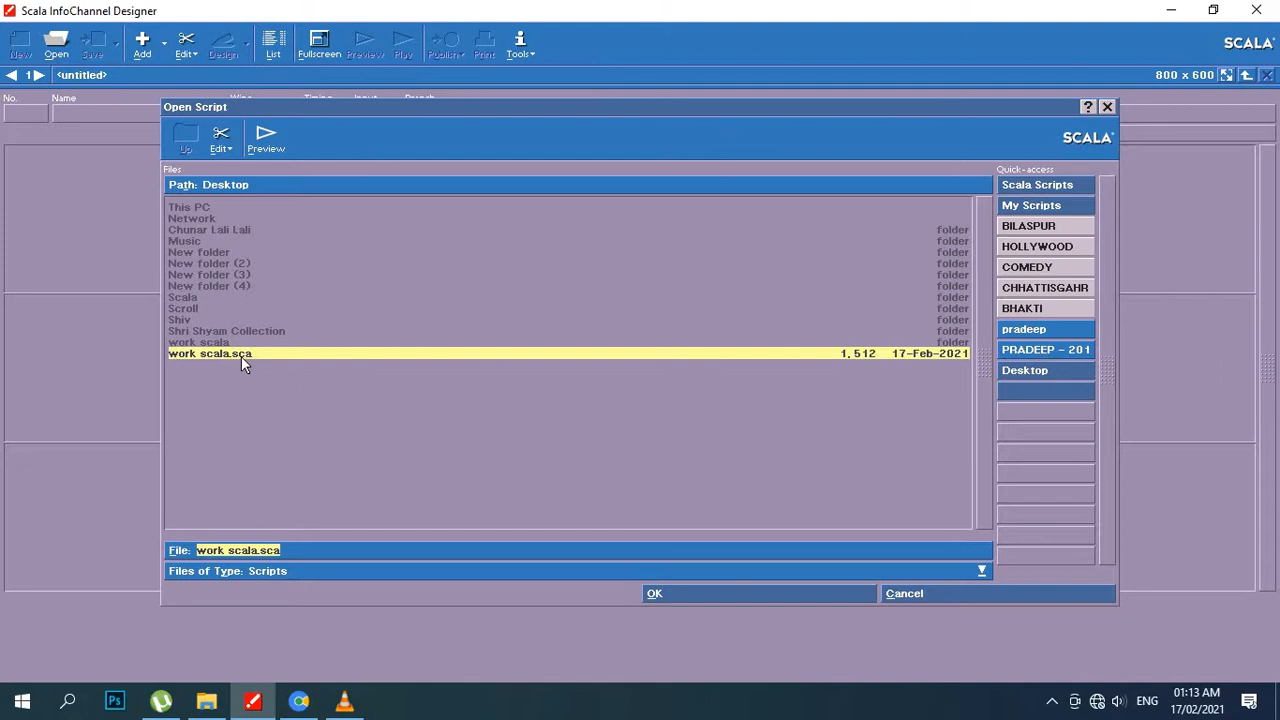 Scala InfoChannel Designer
New Open Save Add Edit Design List Fullscreen Preview Play Publish Print Tools SCALA
1 <untitled> 800 x 600
No. Name Wipe Timing Input Branch
Open Script ?
Up Edit Preview SCALA
Files Quick-access
Path: Desktop Scala Scripts
This PC My Scripts
Network
Chunar Lali Lali folder BILASPUR
Music folder HOLLYWOOD
New folder folder
New folder (2) folder COMEDY
New folder (3) folder
New folder (4) folder CHHATTISGAHR
Scala folder
Scroll folder BHAKTI
Shiv folder
Shri Shyam Collection folder pradeep
work scala folder
work scala.sca 1,512 17-Feb-2021 PRADEEP - 201
Desktop
File: work scala.sca
Files of Type: Scripts
OK Cancel
Ps ENG 01:13 AM
17/02/2021